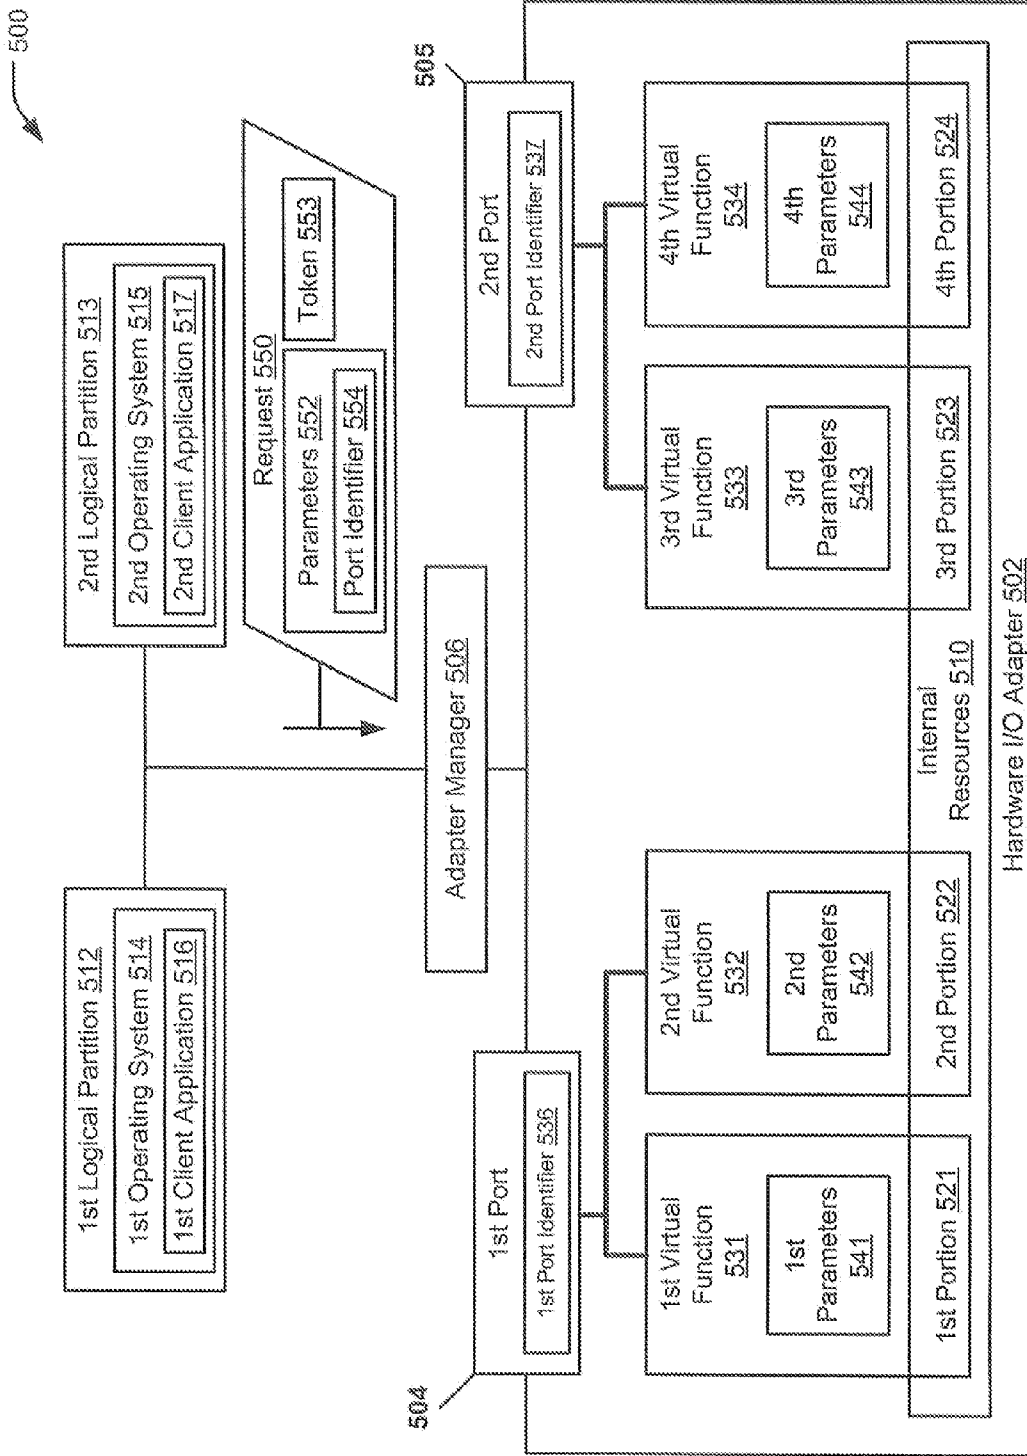 500
1st Logical Partition 512
1st Operating System 514
1st Client Application 516
2nd Logical Partition 513
2nd Operating System 515
2nd Client Application 517
Request 550
Parameters 552
Port Identifier 554
Token 553
Adapter Manager 506
504
1st Port
1st Port Identifier 536
505
2nd Port
2nd Port Identifier 537
1st Virtual
Function
531
1st
Parameters
541
1st Portion 521
2nd Virtual
Function
532
2nd
Parameters
542
2nd Portion 522
Internal
Resources 510
3rd Virtual
Function
533
3rd
Parameters
543
3rd Portion 523
4th Virtual
Function
534
4th
Parameters
544
4th Portion 524
Hardware I/O Adapter 502